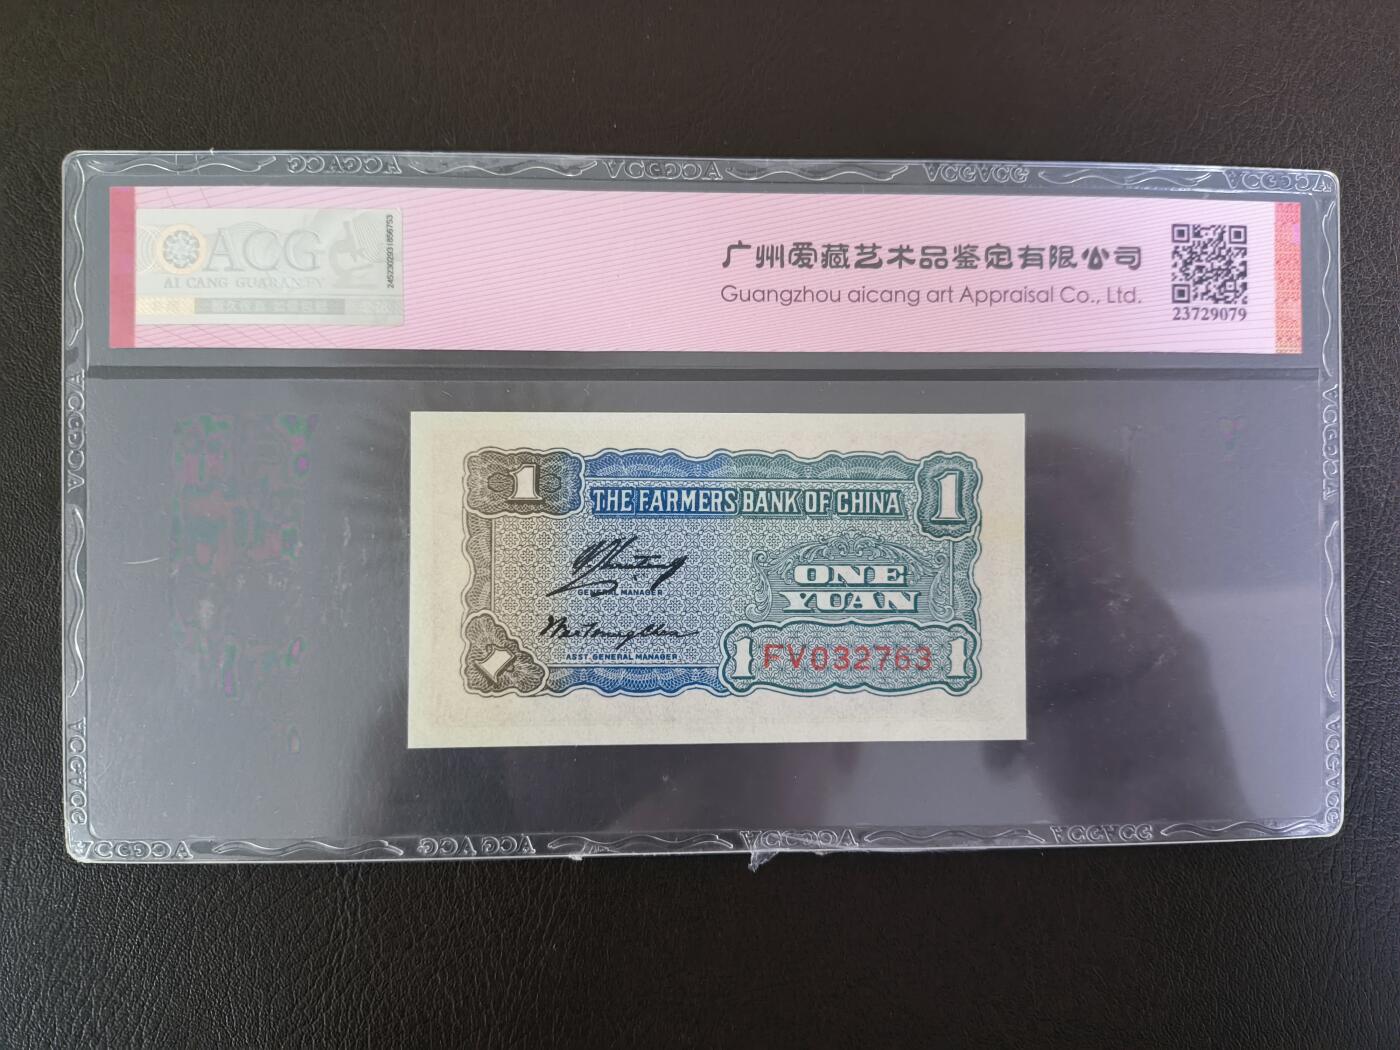 ACG
AI CANG GUARANTY
广州爱藏艺术品鉴定有限公司
Guangzhou aicang art Appraisal Co., Ltd.
23729079
1
THE FARMERS BANK OF CHINA
1
GENERAL MANAGER
ONE
YUAN
ASST. GENERAL MANAGER
1
1 FV032763 1